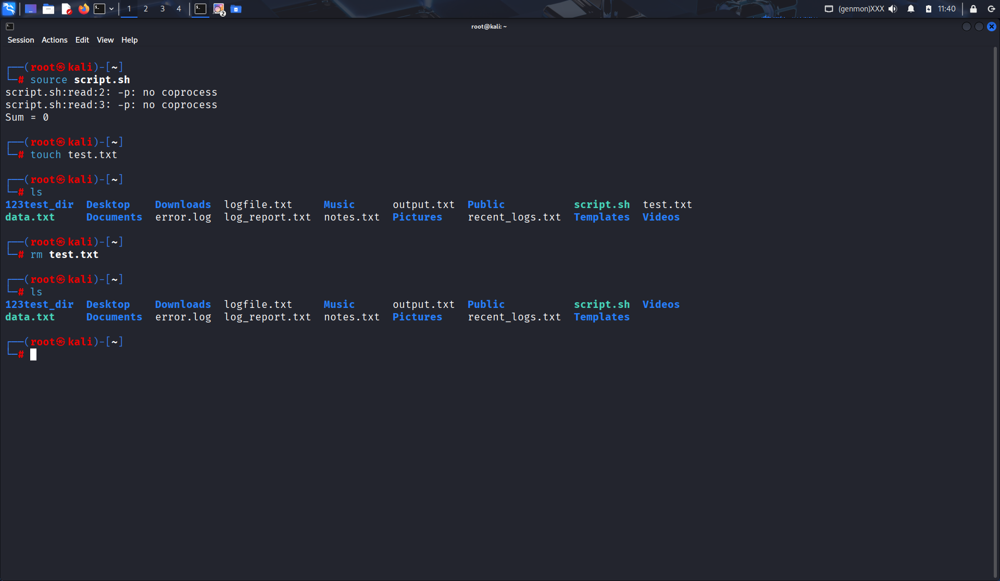 1 2 3 4 2 (genmon)XXX 11:40
root@kali: ~
Session Actions Edit View Help
┌──(root㉿kali)-[~]
└─# source script.sh
script.sh:read:2: -p: no coprocess
script.sh:read:3: -p: no coprocess
Sum = 0
┌──(root㉿kali)-[~]
└─# touch test.txt
┌──(root㉿kali)-[~]
└─# ls
123test_dir Desktop Downloads logfile.txt Music output.txt Public script.sh test.txt
data.txt Documents error.log log_report.txt notes.txt Pictures recent_logs.txt Templates Videos
┌──(root㉿kali)-[~]
└─# rm test.txt
┌──(root㉿kali)-[~]
└─# ls
123test_dir Desktop Downloads logfile.txt Music output.txt Public script.sh Videos
data.txt Documents error.log log_report.txt notes.txt Pictures recent_logs.txt Templates
┌──(root㉿kali)-[~]
└─#